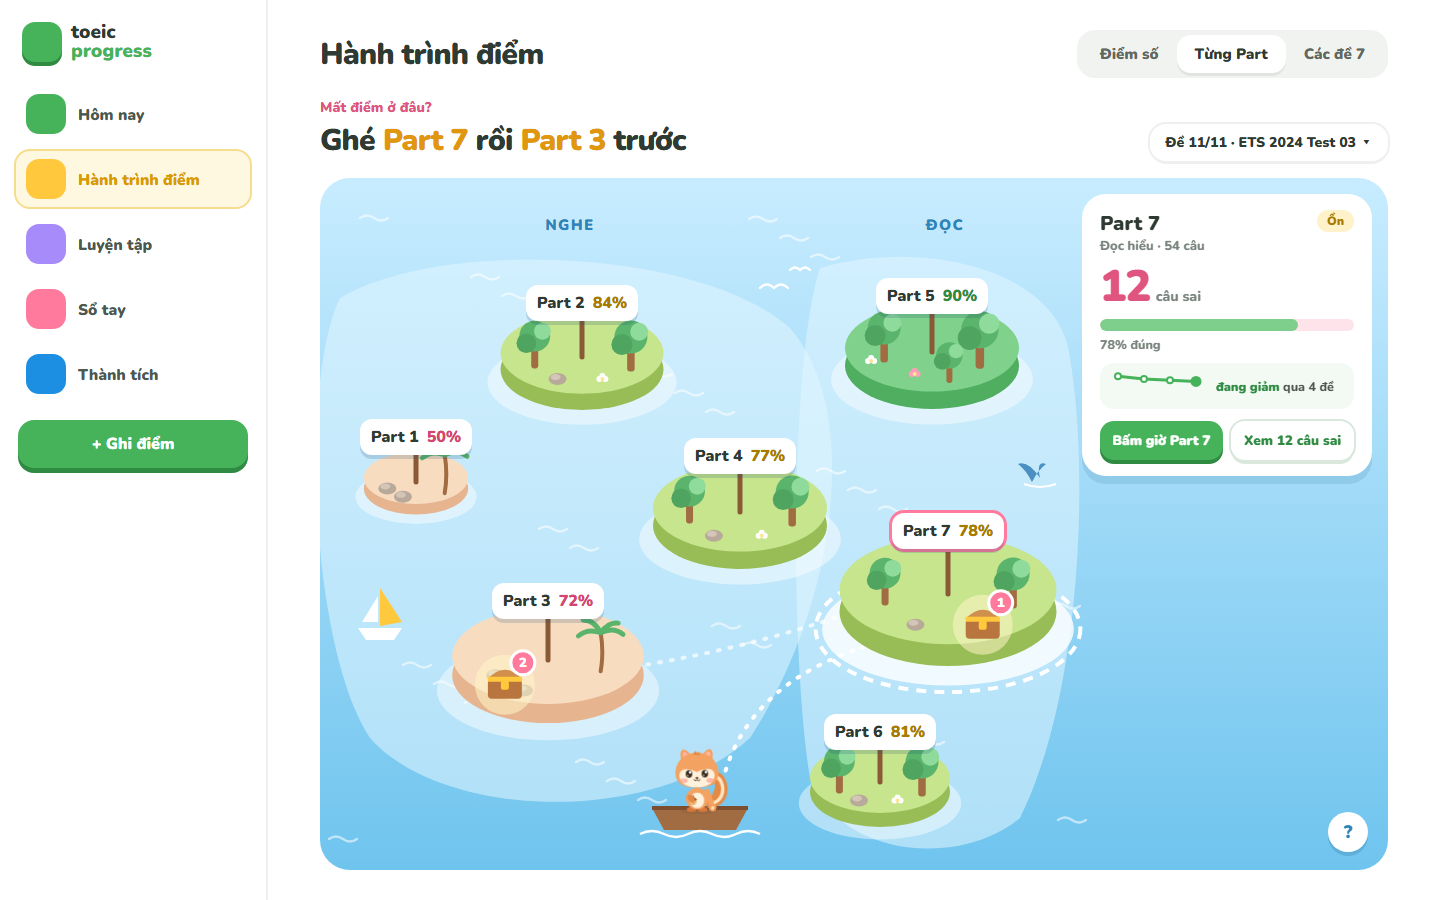 toeic
progress
Hôm nay
Hành trình điểm
Luyện tập
Sổ tay
Thành tích
+ Ghi điểm
Hành trình điểm
Điểm số
Từng Part
Các đề 7
Mất điểm ở đâu?
Ghé Part 7 rồi Part 3 trước
Đề 11/11 · ETS 2024 Test 03
NGHE
ĐỌC
Part 2 84%
Part 5 90%
Part 1 50%
Part 4 77%
Part 7 78%
1
Part 3 72%
2
Part 6 81%
Part 7
Ổn
Đọc hiểu · 54 câu
12 câu sai
78% đúng
đang giảm qua 4 đề
Bấm giờ Part 7
Xem 12 câu sai
?